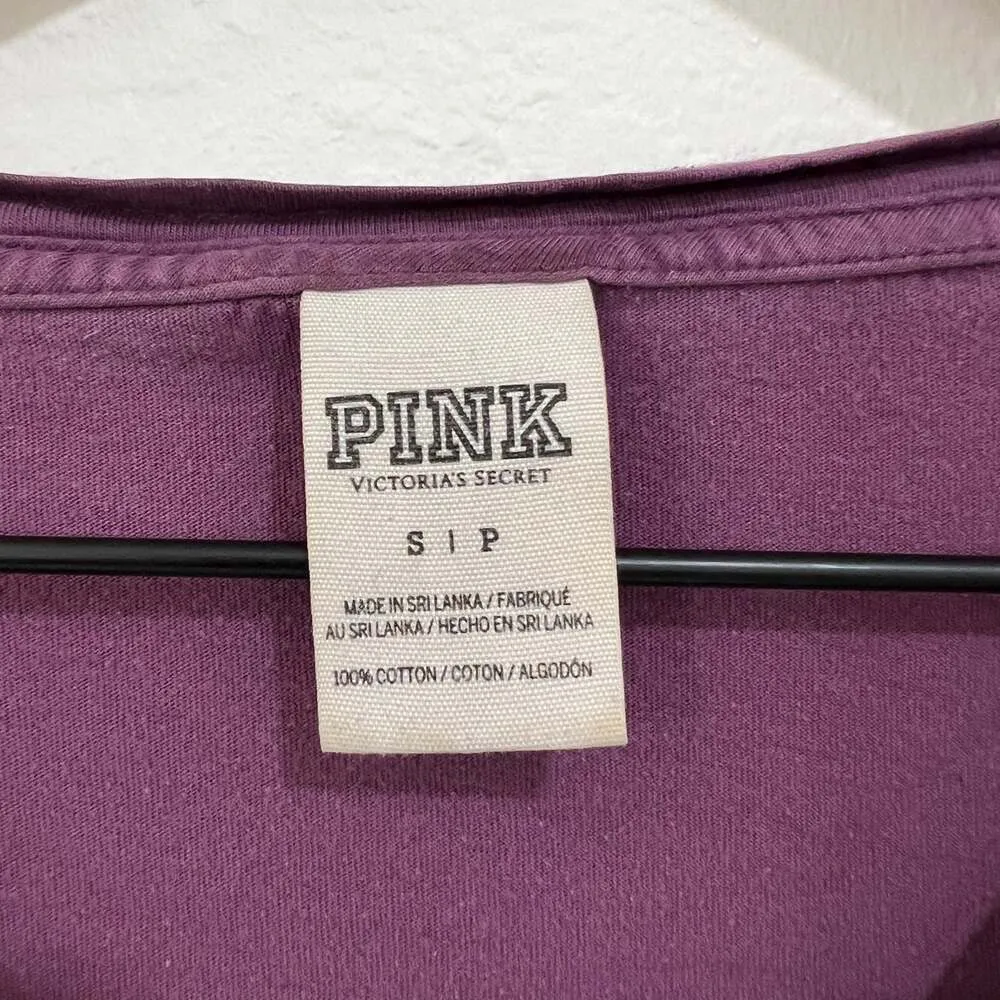 PINK
VICTORIA'S SECRET
S | P
MADE IN SRI LANKA / FABRIQUÉ
AU SRI LANKA / HECHO EN SRI LANKA
100% COTTON / COTON / ALGODÓN